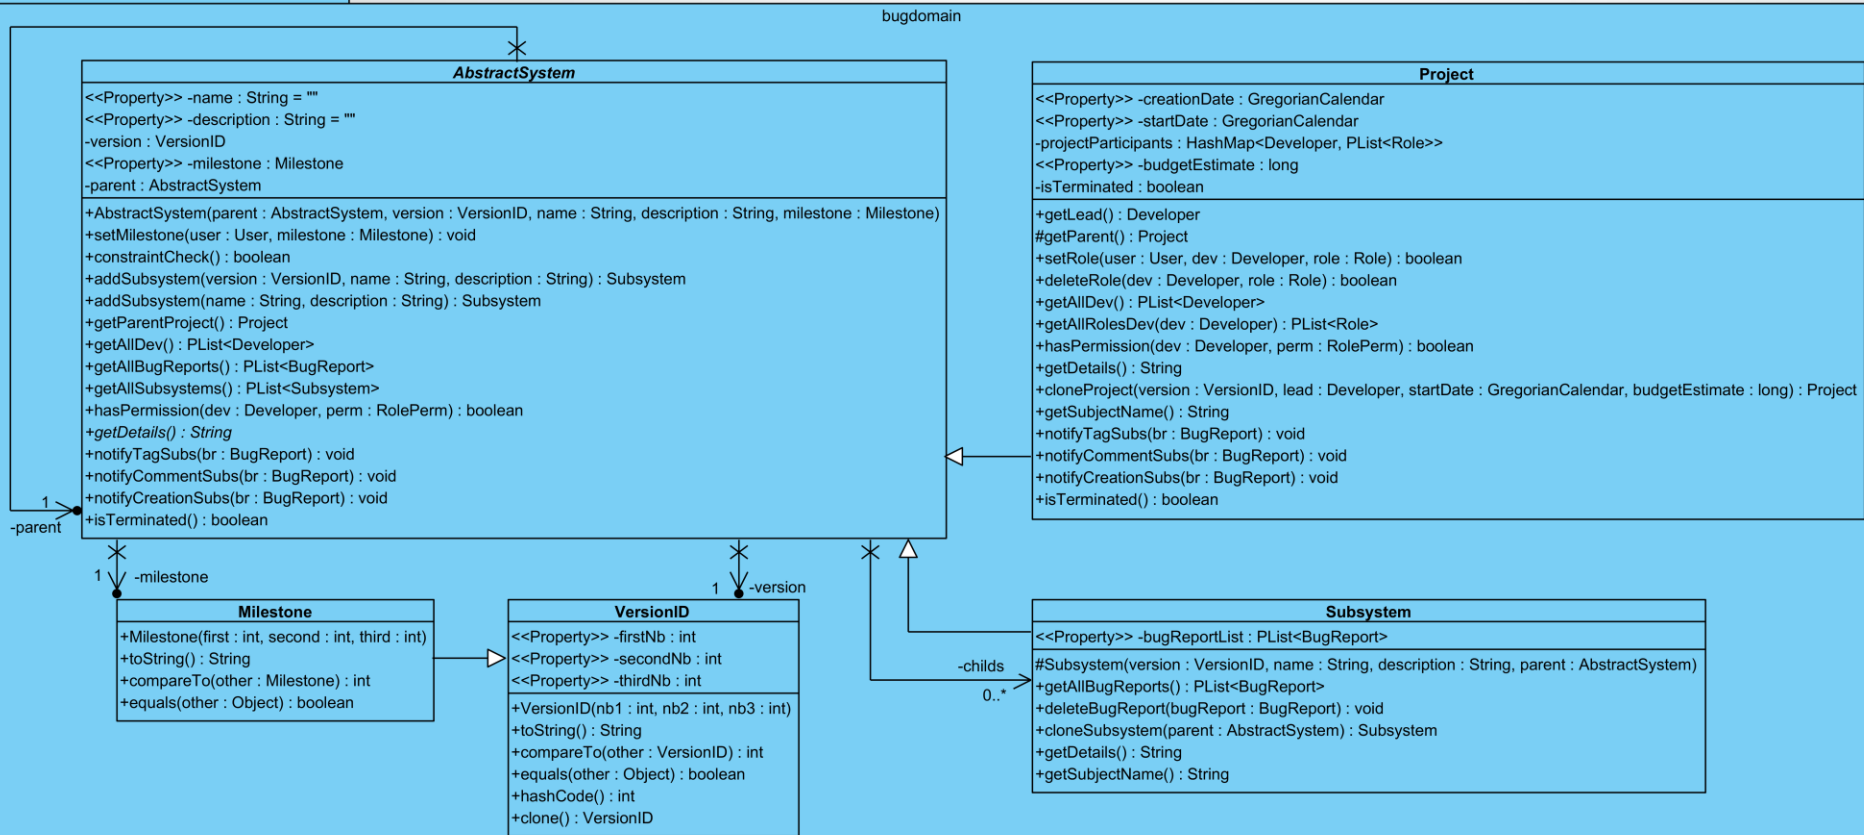 bugdomain
AbstractSystem
<<Property>> -name : String = ""
<<Property>> -description : String = ""
-version : VersionID
<<Property>> -milestone : Milestone
-parent : AbstractSystem
+AbstractSystem(parent : AbstractSystem, version : VersionID, name : String, description : String, milestone : Milestone)
+setMilestone(user : User, milestone : Milestone) : void
+constraintCheck() : boolean
+addSubsystem(version : VersionID, name : String, description : String) : Subsystem
+addSubsystem(name : String, description : String) : Subsystem
+getParentProject() : Project
+getAllDev() : PList<Developer>
+getAllBugReports() : PList<BugReport>
+getAllSubsystems() : PList<Subsystem>
+hasPermission(dev : Developer, perm : RolePerm) : boolean
+getDetails() : String
+notifyTagSubs(br : BugReport) : void
+notifyCommentSubs(br : BugReport) : void
+notifyCreationSubs(br : BugReport) : void
+isTerminated() : boolean
1
-parent
Project
<<Property>> -creationDate : GregorianCalendar
<<Property>> -startDate : GregorianCalendar
-projectParticipants : HashMap<Developer, PList<Role>>
<<Property>> -budgetEstimate : long
-isTerminated : boolean
+getLead() : Developer
#getParent() : Project
+setRole(user : User, dev : Developer, role : Role) : boolean
+deleteRole(dev : Developer, role : Role) : boolean
+getAllDev() : PList<Developer>
+getAllRolesDev(dev : Developer) : PList<Role>
+hasPermission(dev : Developer, perm : RolePerm) : boolean
+getDetails() : String
+cloneProject(version : VersionID, lead : Developer, startDate : GregorianCalendar, budgetEstimate : long) : Project
+getSubjectName() : String
+notifyTagSubs(br : BugReport) : void
+notifyCommentSubs(br : BugReport) : void
+notifyCreationSubs(br : BugReport) : void
+isTerminated() : boolean
1
-milestone
1
-version
Milestone
+Milestone(first : int, second : int, third : int)
+toString() : String
+compareTo(other : Milestone) : int
+equals(other : Object) : boolean
VersionID
<<Property>> -firstNb : int
<<Property>> -secondNb : int
<<Property>> -thirdNb : int
+VersionID(nb1 : int, nb2 : int, nb3 : int)
+toString() : String
+compareTo(other : VersionID) : int
+equals(other : Object) : boolean
+hashCode() : int
+clone() : VersionID
-childs
0..*
Subsystem
<<Property>> -bugReportList : PList<BugReport>
#Subsystem(version : VersionID, name : String, description : String, parent : AbstractSystem)
+getAllBugReports() : PList<BugReport>
+deleteBugReport(bugReport : BugReport) : void
+cloneSubsystem(parent : AbstractSystem) : Subsystem
+getDetails() : String
+getSubjectName() : String